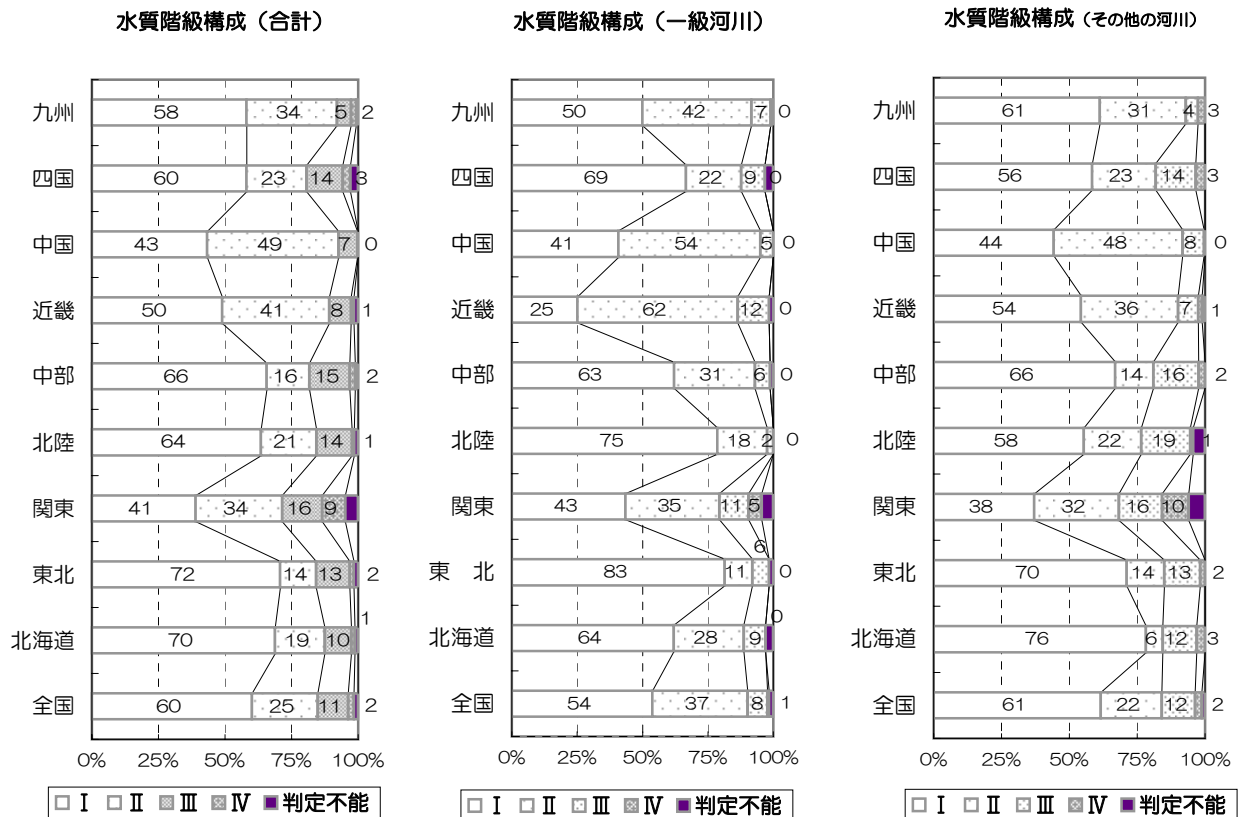 水質階級構成（合計）
九州 58 34 5 2
四国 60 23 14 3
中国 43 49 7 0
近畿 50 41 8 1
中部 66 16 15 2
北陸 64 21 14 1
関東 41 34 16 9
東北 72 14 13 2
1
北海道 70 19 10
全国 60 25 11 2
0% 25% 50% 75% 100%
Ⅰ Ⅱ Ⅲ Ⅳ 判定不能
水質階級構成（一級河川）
九州 50 42 7 0
四国 69 22 9 0
中国 41 54 5 0
近畿 25 62 12 0
中部 63 31 6 0
北陸 75 18 2 0
関東 43 35 11 5
6
東　北 83 11 0
0
北海道 64 28 9
全国 54 37 8 1
0% 25% 50% 75% 100%
Ⅰ Ⅱ Ⅲ Ⅳ 判定不能
水質階級構成（その他の河川）
九州 61 31 4 3
四国 56 23 14 3
中国 44 48 8 0
近畿 54 36 7 1
中部 66 14 16 2
北陸 58 22 19 1
関東 38 32 16 10
東北 70 14 13 2
北海道 76 6 12 3
全国 61 22 12 2
0% 25% 50% 75% 100%
Ⅰ Ⅱ Ⅲ Ⅳ 判定不能